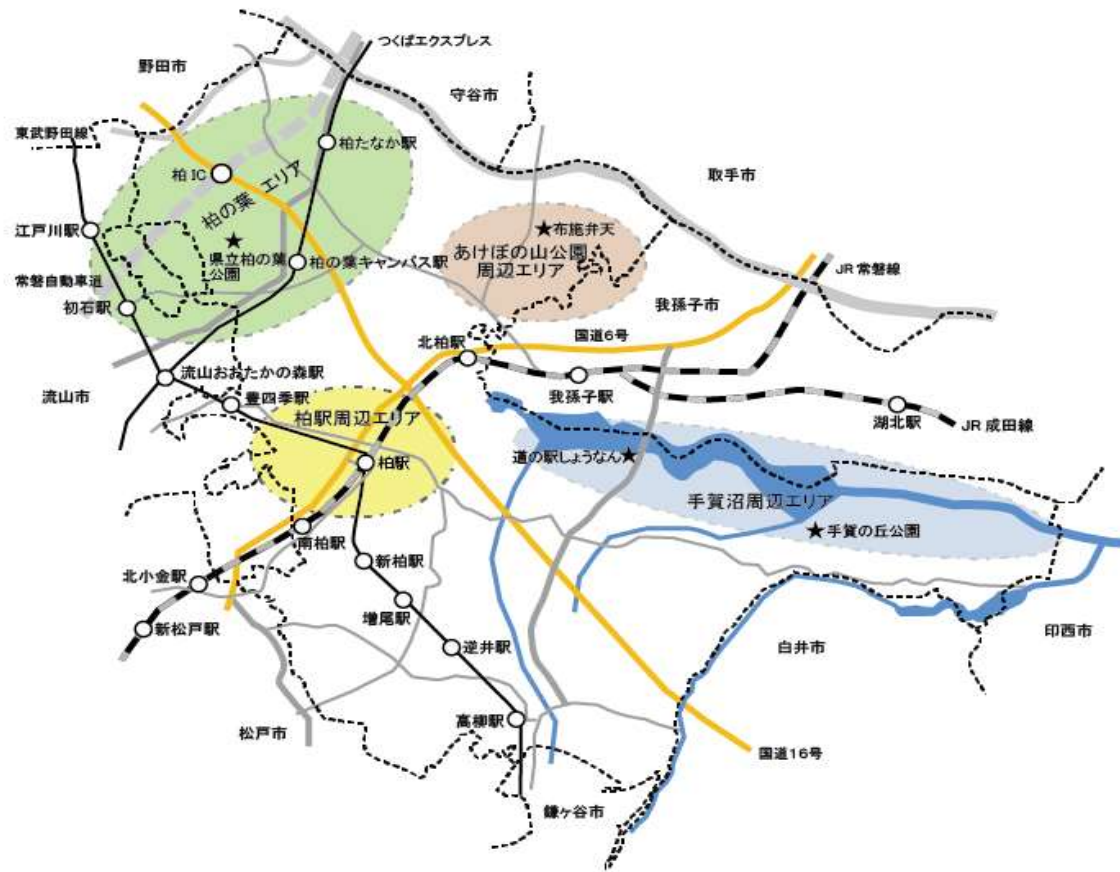 つくばエクスプレス
野田市
守谷市
東武野田線
柏たなか駅
柏IC
柏の葉エリア
取手市
江戸川駅
布施弁天
県立柏の葉
公園
柏の葉キャンパス駅
あけぼの山公園
周辺エリア
常磐自動車道
JR常磐線
初石駅
我孫子市
国道6号
北柏駅
流山おおたかの森駅
我孫子駅
流山市
豊四季駅
湖北駅
柏駅周辺エリア
JR成田線
道の駅しょうなん
柏駅
手賀沼周辺エリア
手賀の丘公園
南柏駅
新柏駅
北小金駅
増尾駅
新松戸駅
印西市
逆井駅
白井市
高柳駅
松戸市
国道16号
鎌ヶ谷市